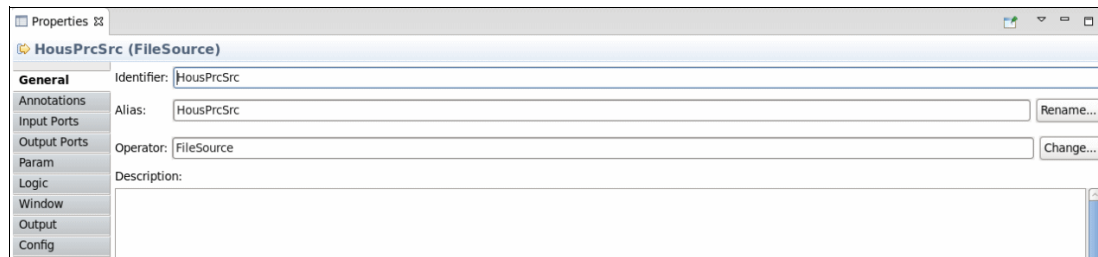 Properties
HousPrcSrc (FileSource)
General
Identifier: HousPrcSrc
Annotations
Alias: HousPrcSrc Rename...
Input Ports
Output Ports
Operator: FileSource Change...
Param
Description:
Logic
Window
Output
Config